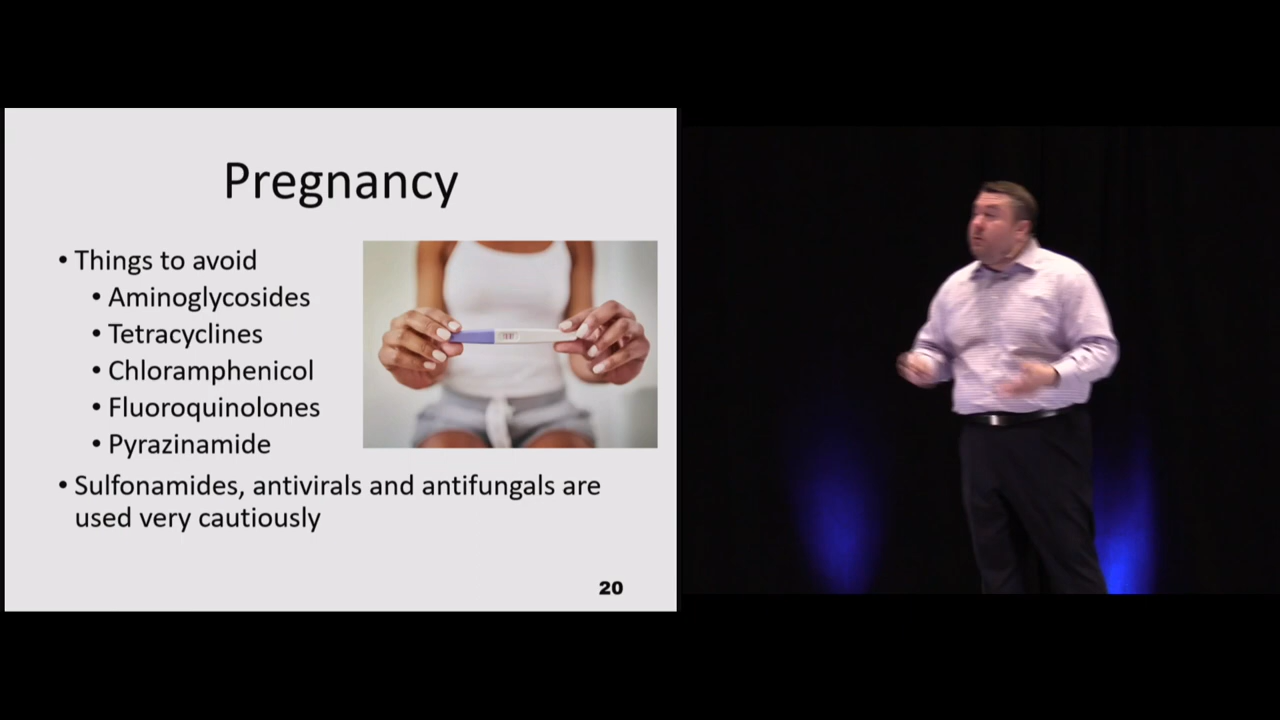 Pregnancy
• Things to avoid
• Aminoglycosides
• Tetracyclines
• Chloramphenicol
• Fluoroquinolones
• Pyrazinamide
• Sulfonamides, antivirals and antifungals are
used very cautiously
20